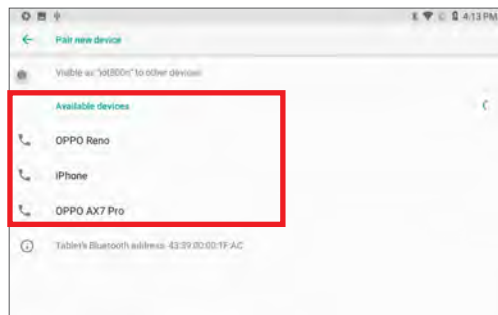 4:13 PM
Pair new device
Visible as "iot800n" to other devices
Available devices
OPPO Reno
iPhone
OPPO AX7 Pro
Tablet's Bluetooth address: 43:39:00:00:1F:AC